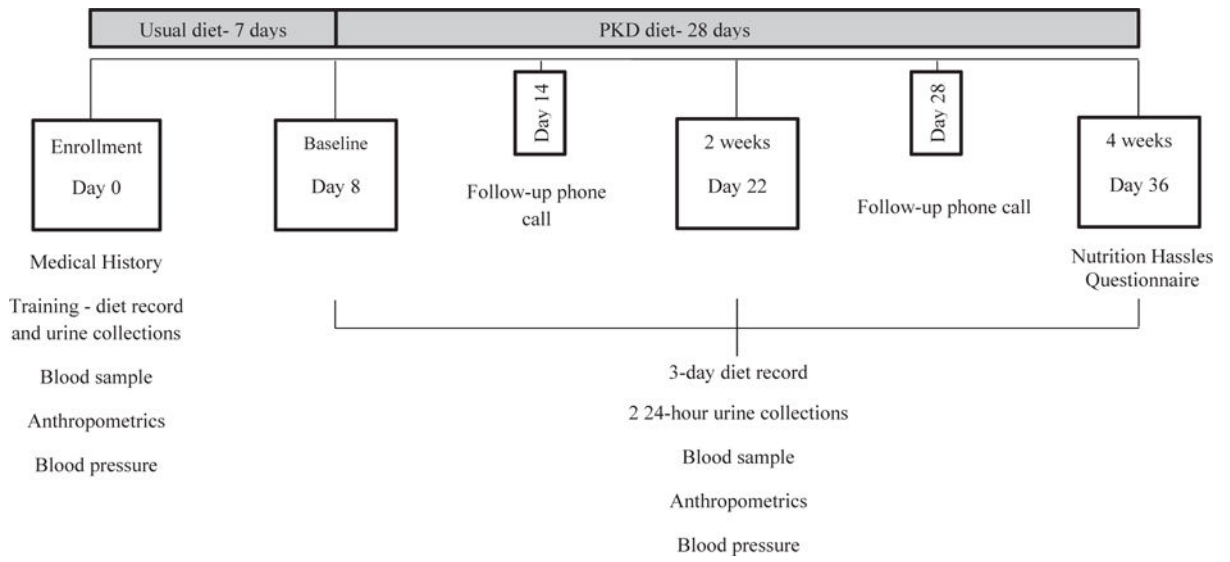 Usual diet- 7 days
PKD diet- 28 days
Enrollment
Day 0
Baseline
Day 8
Day 14
2 weeks
Day 22
Day 28
4 weeks
Day 36
Follow-up phone
call
Follow-up phone call
Nutrition Hassles
Questionnaire
Medical History
Training - diet record
and urine collections
Blood sample
Anthropometrics
Blood pressure
3-day diet record
2 24-hour urine collections
Blood sample
Anthropometrics
Blood pressure